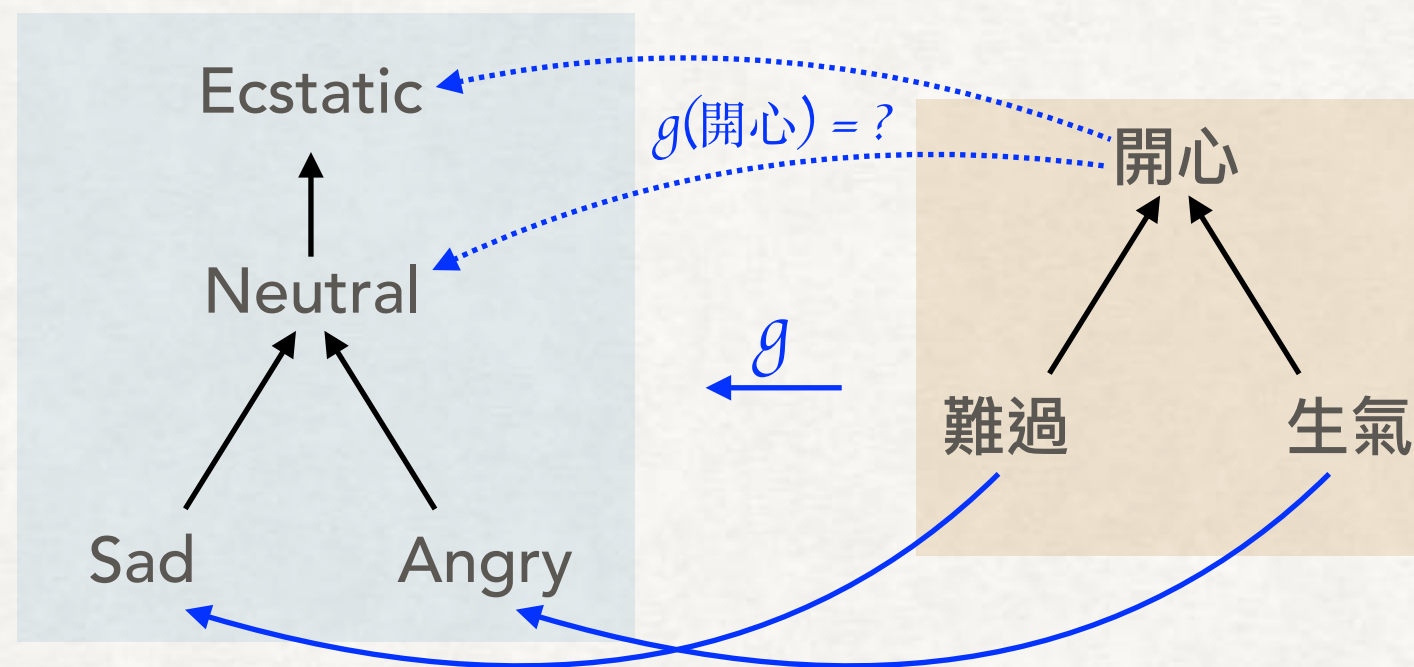 Ecstatic
g(開心) = ?
開心
Neutral
g
難過
生氣
Sad
Angry